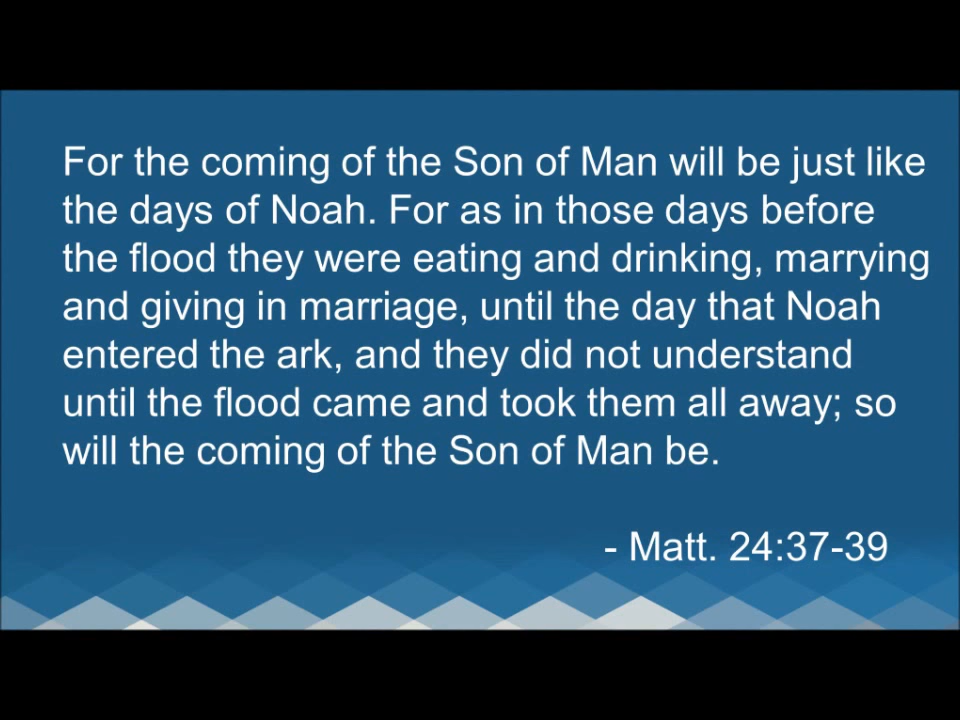 For the coming of the Son of Man will be just like
the days of Noah. For as in those days before
the flood they were eating and drinking, marrying
and giving in marriage, until the day that Noah
entered the ark, and they did not understand
until the flood came and took them all away; so
will the coming of the Son of Man be.
- Matt. 24:37-39